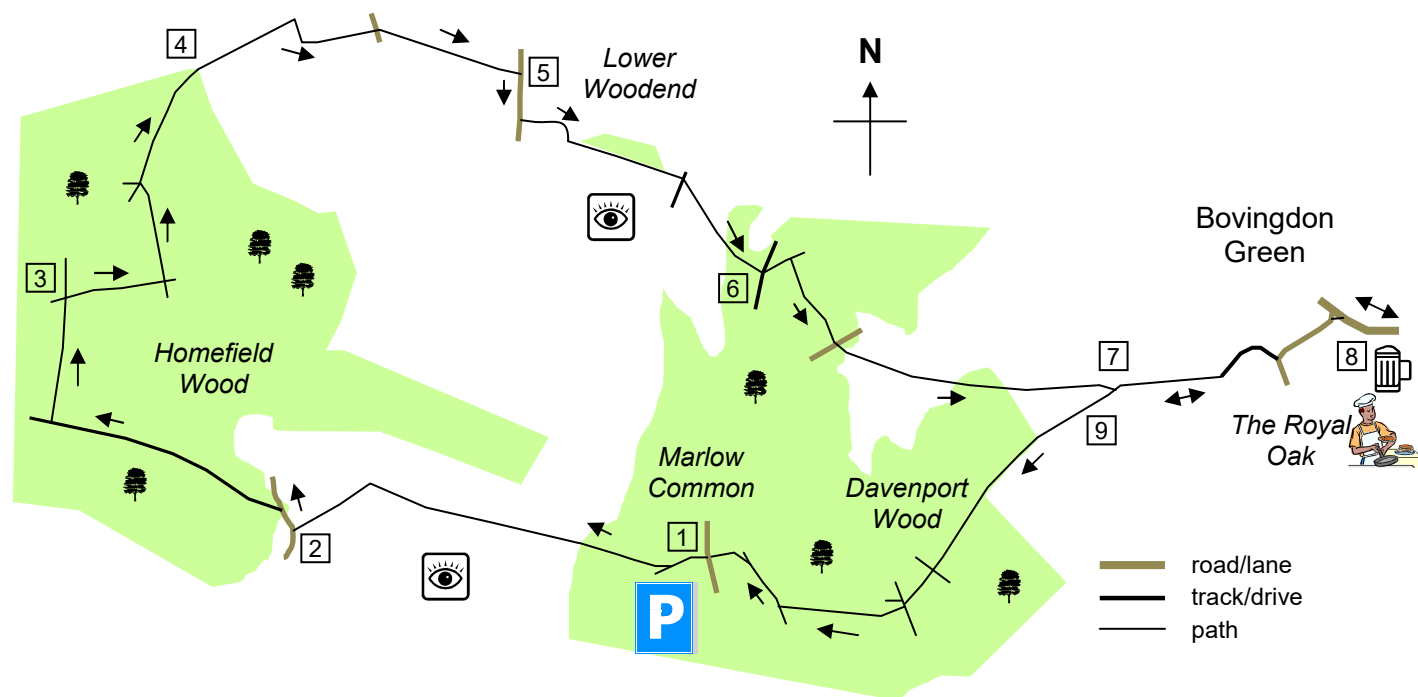 4
5
Lower
Woodend
N
Bovingdon
Green
3
6
Homefield
Wood
7
8
The Royal
Oak
9
Marlow
Common
Davenport
Wood
1
2
P
road/lane
track/drive
path